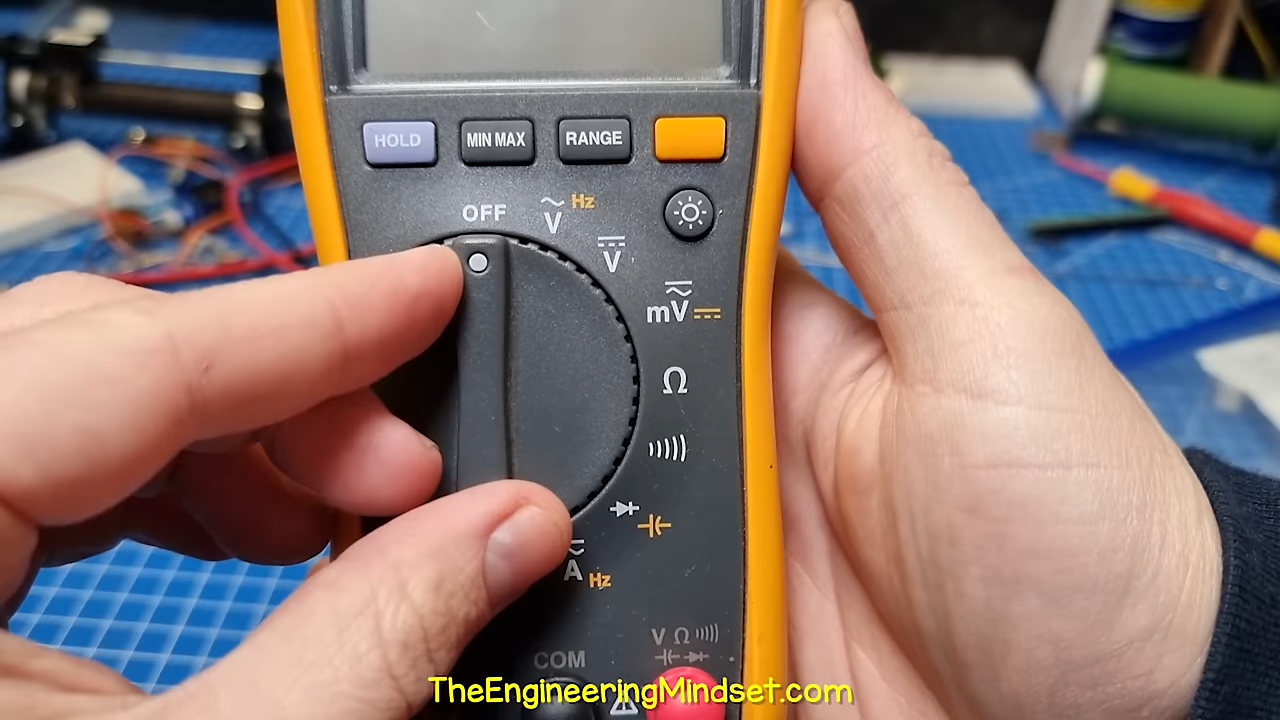 HOLD MIN MAX RANGE
OFF
V Hz
V
mV
Ω
A Hz
V Ω
COM
TheEngineeringMindset.com